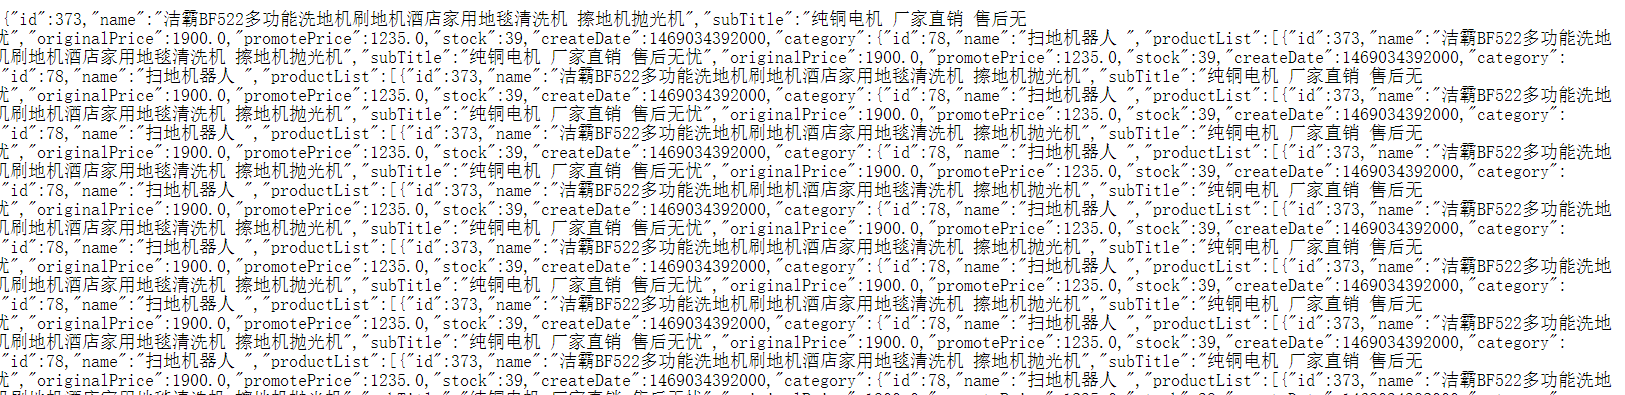 {"id":373,"name":"洁霸BF522多功能洗地机刷地机酒店家用地毯清洗机 擦地机抛光机","subTitle":"纯铜电机 厂家直销 售后无
忧","originalPrice":1900.0,"promotePrice":1235.0,"stock":39,"createDate":1469034392000,"category":{"id":78,"name":"扫地机器人 ","productList":[{"id":373,"name":"洁霸BF522多功能洗地
机刷地机酒店家用地毯清洗机 擦地机抛光机","subTitle":"纯铜电机 厂家直销 售后无忧","originalPrice":1900.0,"promotePrice":1235.0,"stock":39,"createDate":1469034392000,"category":
{"id":78,"name":"扫地机器人 ","productList":[{"id":373,"name":"洁霸BF522多功能洗地机刷地机酒店家用地毯清洗机 擦地机抛光机","subTitle":"纯铜电机 厂家直销 售后无
忧","originalPrice":1900.0,"promotePrice":1235.0,"stock":39,"createDate":1469034392000,"category":{"id":78,"name":"扫地机器人 ","productList":[{"id":373,"name":"洁霸BF522多功能洗地
机刷地机酒店家用地毯清洗机 擦地机抛光机","subTitle":"纯铜电机 厂家直销 售后无忧","originalPrice":1900.0,"promotePrice":1235.0,"stock":39,"createDate":1469034392000,"category":
{"id":78,"name":"扫地机器人 ","productList":[{"id":373,"name":"洁霸BF522多功能洗地机刷地机酒店家用地毯清洗机 擦地机抛光机","subTitle":"纯铜电机 厂家直销 售后无
忧","originalPrice":1900.0,"promotePrice":1235.0,"stock":39,"createDate":1469034392000,"category":{"id":78,"name":"扫地机器人 ","productList":[{"id":373,"name":"洁霸BF522多功能洗地
机刷地机酒店家用地毯清洗机 擦地机抛光机","subTitle":"纯铜电机 厂家直销 售后无忧","originalPrice":1900.0,"promotePrice":1235.0,"stock":39,"createDate":1469034392000,"category":
{"id":78,"name":"扫地机器人 ","productList":[{"id":373,"name":"洁霸BF522多功能洗地机刷地机酒店家用地毯清洗机 擦地机抛光机","subTitle":"纯铜电机 厂家直销 售后无
忧","originalPrice":1900.0,"promotePrice":1235.0,"stock":39,"createDate":1469034392000,"category":{"id":78,"name":"扫地机器人 ","productList":[{"id":373,"name":"洁霸BF522多功能洗地
机刷地机酒店家用地毯清洗机 擦地机抛光机","subTitle":"纯铜电机 厂家直销 售后无忧","originalPrice":1900.0,"promotePrice":1235.0,"stock":39,"createDate":1469034392000,"category":
{"id":78,"name":"扫地机器人 ","productList":[{"id":373,"name":"洁霸BF522多功能洗地机刷地机酒店家用地毯清洗机 擦地机抛光机","subTitle":"纯铜电机 厂家直销 售后无
忧","originalPrice":1900.0,"promotePrice":1235.0,"stock":39,"createDate":1469034392000,"category":{"id":78,"name":"扫地机器人 ","productList":[{"id":373,"name":"洁霸BF522多功能洗地
机刷地机酒店家用地毯清洗机 擦地机抛光机","subTitle":"纯铜电机 厂家直销 售后无忧","originalPrice":1900.0,"promotePrice":1235.0,"stock":39,"createDate":1469034392000,"category":
{"id":78,"name":"扫地机器人 ","productList":[{"id":373,"name":"洁霸BF522多功能洗地机刷地机酒店家用地毯清洗机 擦地机抛光机","subTitle":"纯铜电机 厂家直销 售后无
忧","originalPrice":1900.0,"promotePrice":1235.0,"stock":39,"createDate":1469034392000,"category":{"id":78,"name":"扫地机器人 ","productList":[{"id":373,"name":"洁霸BF522多功能洗地
机刷地机酒店家用地毯清洗机 擦地机抛光机","subTitle":"纯铜电机 厂家直销 售后无忧","originalPrice":1900.0,"promotePrice":1235.0,"stock":39,"createDate":1469034392000,"category":
{"id":78,"name":"扫地机器人 ","productList":[{"id":373,"name":"洁霸BF522多功能洗地机刷地机酒店家用地毯清洗机 擦地机抛光机","subTitle":"纯铜电机 厂家直销 售后无
忧","originalPrice":1900.0,"promotePrice":1235.0,"stock":39,"createDate":1469034392000,"category":{"id":78,"name":"扫地机器人 ","productList":[{"id":373,"name":"洁霸BF522多功能洗地